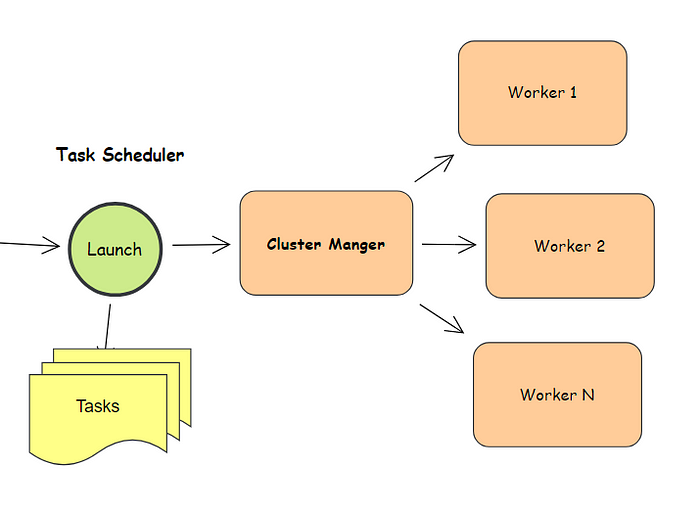 Task Scheduler
Launch
Tasks
Cluster Manger
Worker 1
Worker 2
Worker N